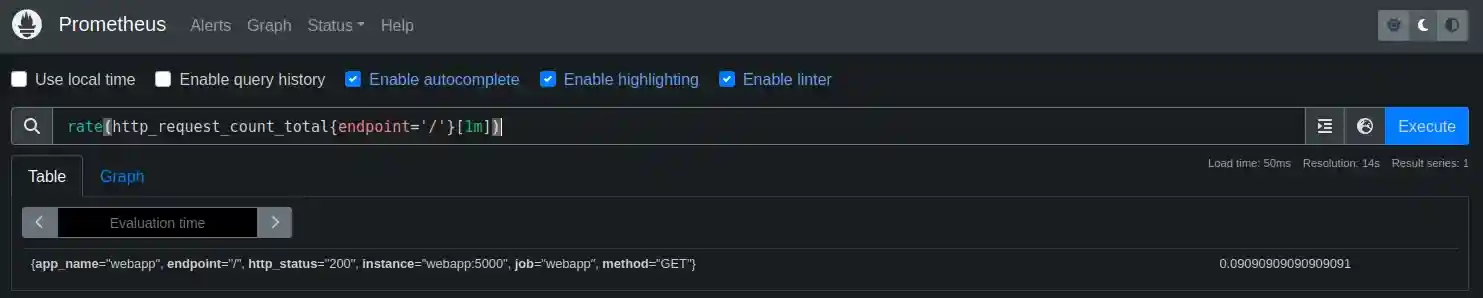 Prometheus Alerts Graph Status Help
Use local time Enable query history Enable autocomplete Enable highlighting Enable linter
rate(http_request_count_total{endpoint='/'}[1m]) Execute
Load time: 50ms Resolution: 14s Result series: 1
Table Graph
Evaluation time
{app_name="webapp", endpoint="/", http_status="200", instance="webapp:5000", job="webapp", method="GET"} 0.09090909090909091